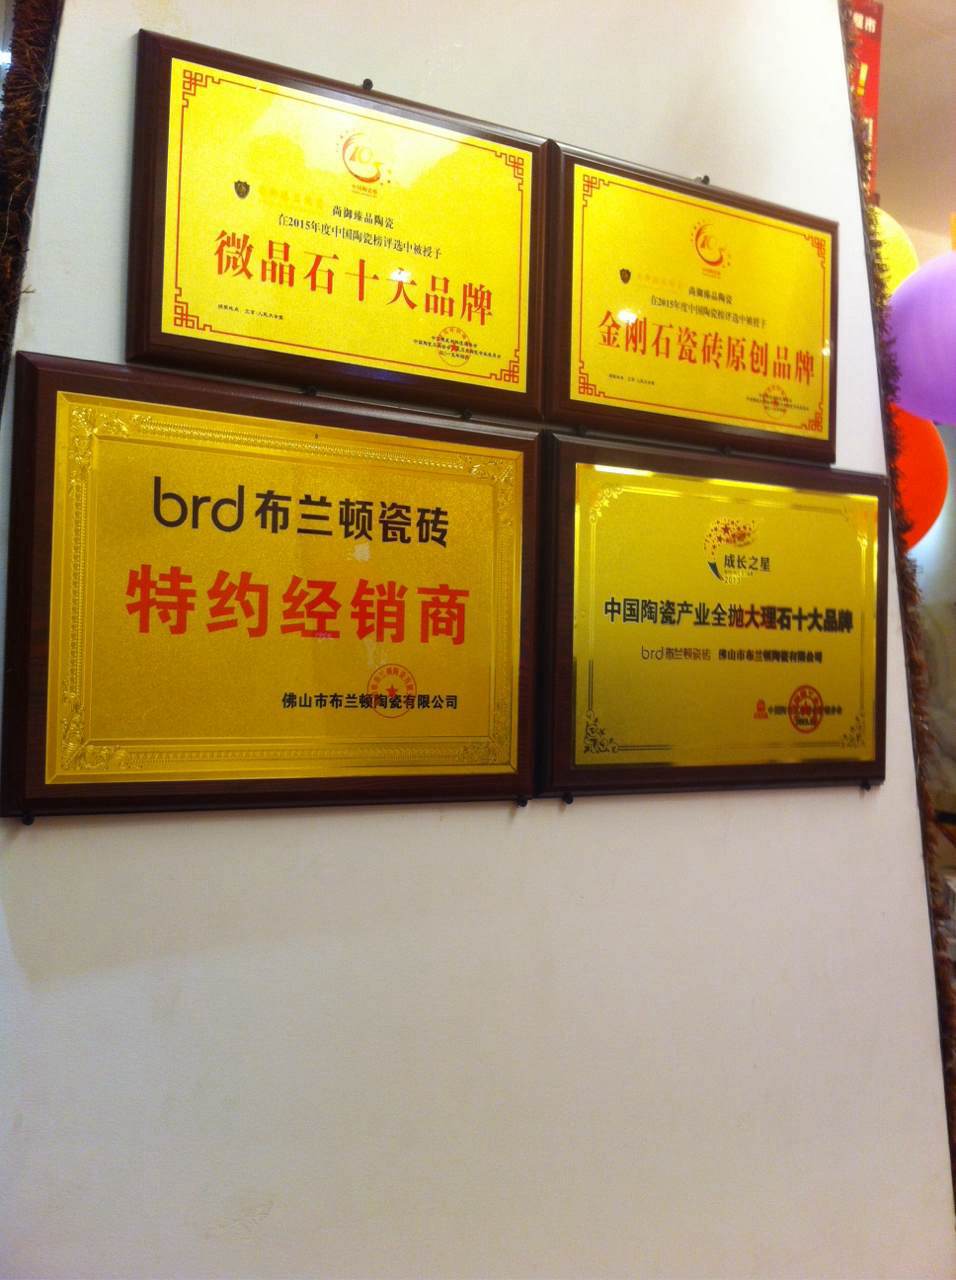 尚御臻品陶瓷
在2015年度中国陶瓷榜评选中被授予
微晶石十大品牌
尚御臻品陶瓷
在2015年度中国陶瓷榜评选中被授予
金刚石瓷砖原创品牌
brd布兰顿瓷砖
特约经销商
佛山市布兰顿陶瓷有限公司
成长之星
中国陶瓷产业全抛大理石十大品牌
brd布兰顿瓷砖 佛山市布兰顿陶瓷有限公司